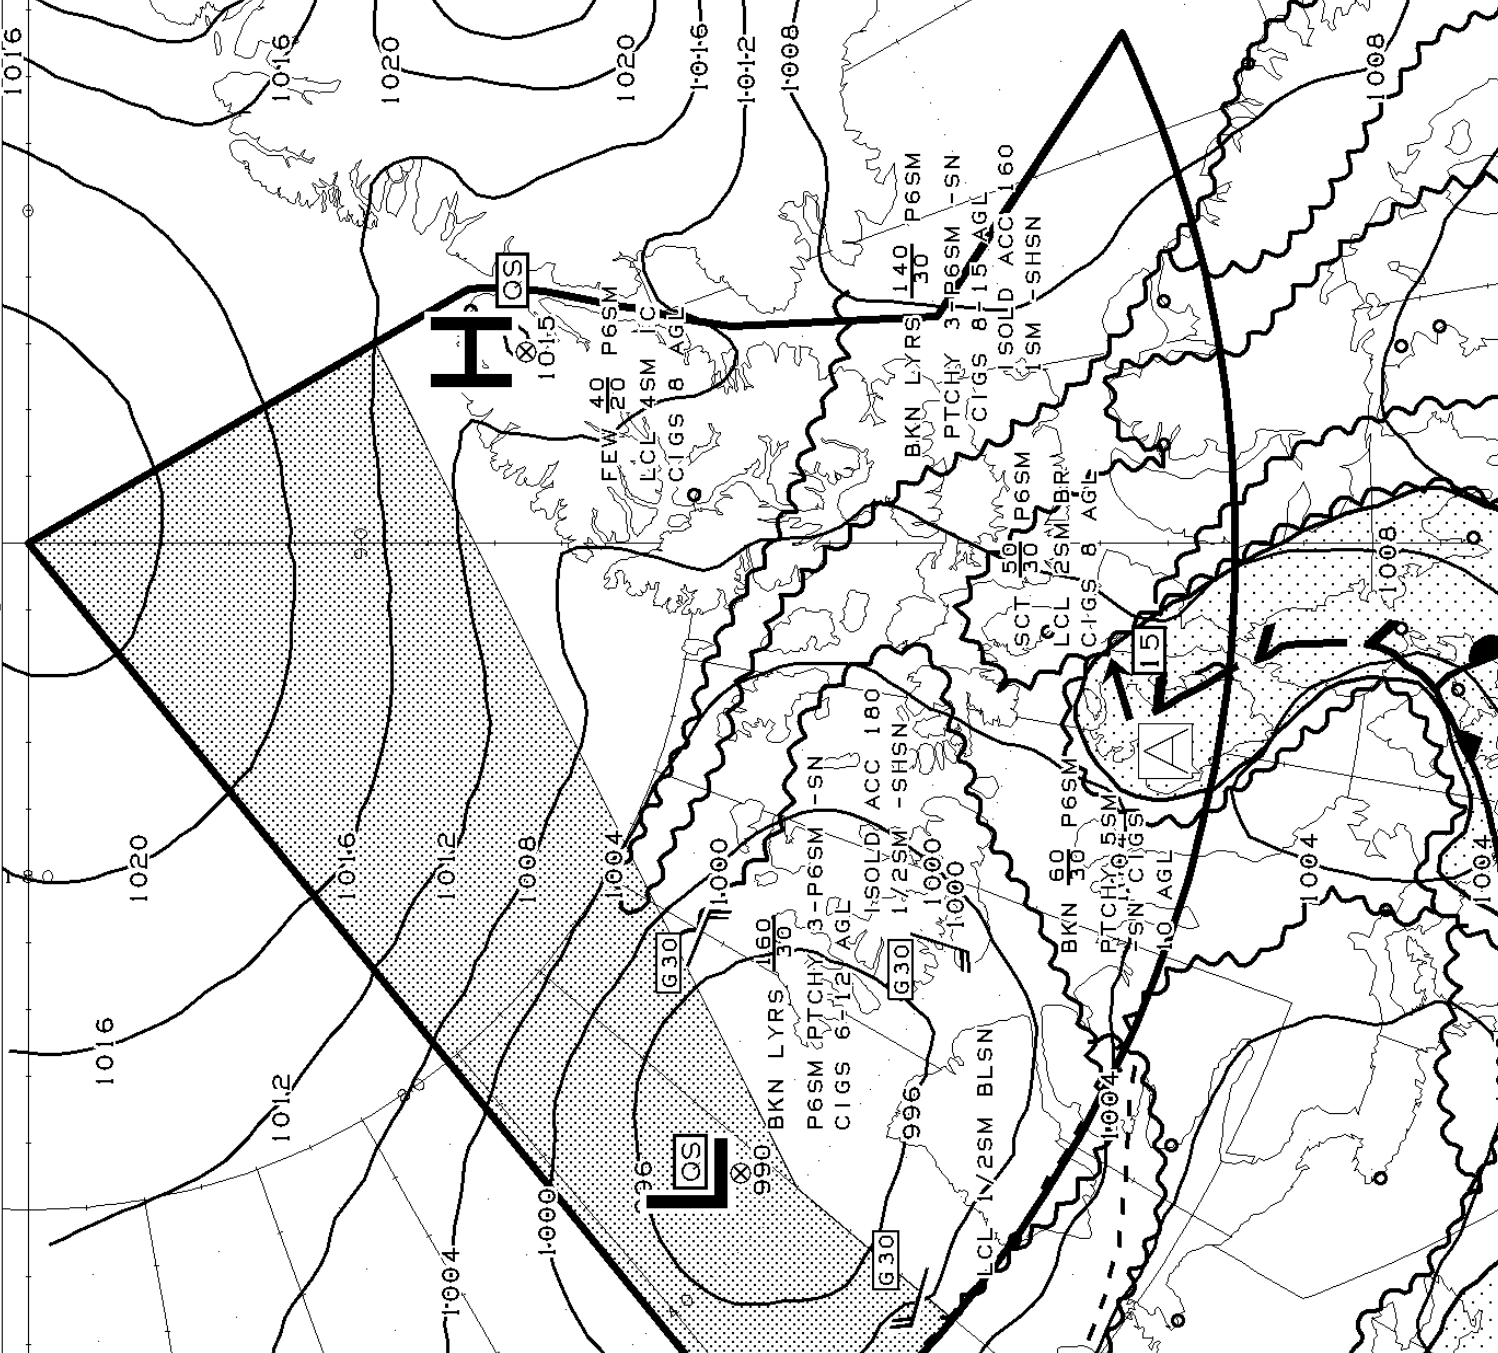 1016
1016
1020
1020
1016
1012
1008
1008
QS
H
1015
FEW 40
20 P6SM
LCL 4SM IC
CIGS 8 AGL
BKN LYRS 140
30 P6SM
PTCHY 3-P6SM -SN
CIGS 8-15 AGL
ISOLD ACC 160
1SM -SHSN
SCT 50
30 P6SM
LCL 2SM BR
CIGS 8 AGL
1008
15
A
BKN 60
30 P6SM
PTCHY 5SM
-SN CIGS
10 AGL
1004
1004
1004
1020
1016
1012
1008
1004
1000
G30
BKN LYRS 160
30
P6SM PTCHY 3-P6SM -SN
CIGS 6-12 AGL
ISOLD ACC 180
1/2SM -SHSN
1000
1000
G30
1016
1012
1004
1000
QS
L
990
996
LCL 1/2SM BLSN
1004
G30